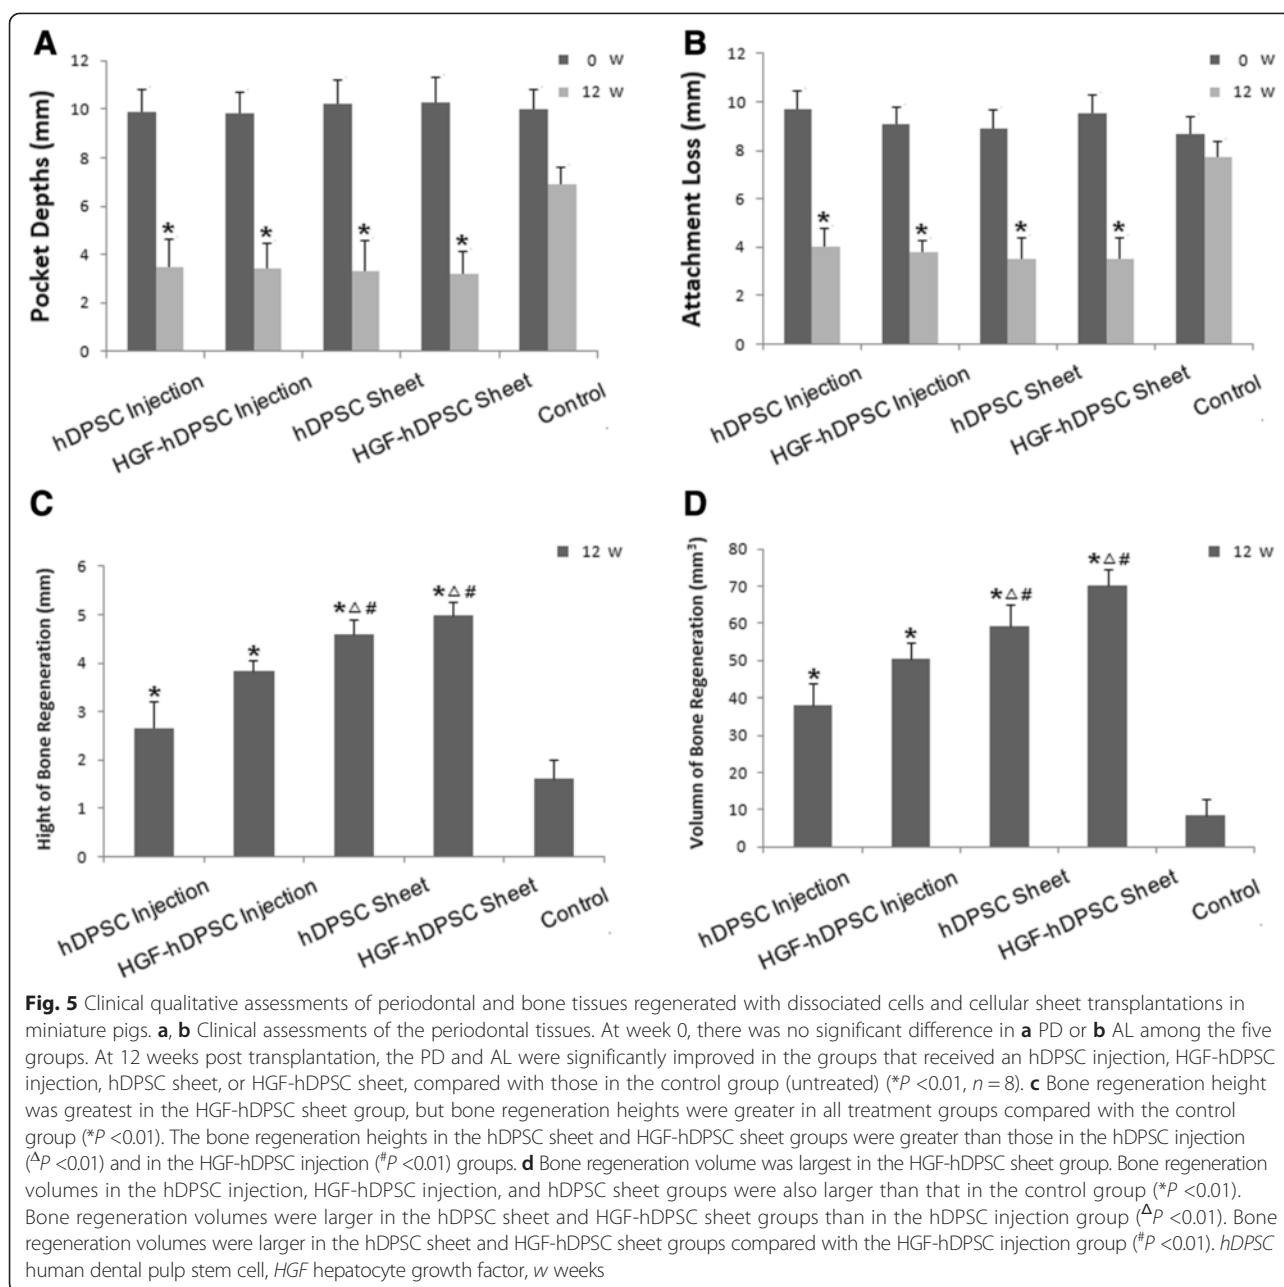 A
12
10
8
6
4
2
0
Pocket Depths (mm)
0 w
12 w
*
*
*
*
hDPSC Injection
HGF-hDPSC Injection
hDPSC Sheet
HGF-hDPSC Sheet
Control
B
12
10
8
6
4
2
0
Attachment Loss (mm)
0 w
12 w
*
*
*
*
hDPSC Injection
HGF-hDPSC Injection
hDPSC Sheet
HGF-hDPSC Sheet
Control
C
6
5
4
3
2
1
0
Hight of Bone Regeneration (mm)
12 w
*
*
*△#
*△#
hDPSC Injection
HGF-hDPSC Injection
hDPSC Sheet
HGF-hDPSC Sheet
Control
D
80
70
60
50
40
30
20
10
0
Volumn of Bone Regeneration (mm³)
12 w
*
*
*△#
*△#
hDPSC Injection
HGF-hDPSC Injection
hDPSC Sheet
HGF-hDPSC Sheet
Control
Fig. 5 Clinical qualitative assessments of periodontal and bone tissues regenerated with dissociated cells and cellular sheet transplantations in
miniature pigs. a, b Clinical assessments of the periodontal tissues. At week 0, there was no significant difference in a PD or b AL among the five
groups. At 12 weeks post transplantation, the PD and AL were significantly improved in the groups that received an hDPSC injection, HGF-hDPSC
injection, hDPSC sheet, or HGF-hDPSC sheet, compared with those in the control group (untreated) (*P <0.01, n = 8). c Bone regeneration height
was greatest in the HGF-hDPSC sheet group, but bone regeneration heights were greater in all treatment groups compared with the control
group (*P <0.01). The bone regeneration heights in the hDPSC sheet and HGF-hDPSC sheet groups were greater than those in the hDPSC injection
(ΔP <0.01) and in the HGF-hDPSC injection (#P <0.01) groups. d Bone regeneration volume was largest in the HGF-hDPSC sheet group. Bone regeneration
volumes in the hDPSC injection, HGF-hDPSC injection, and hDPSC sheet groups were also larger than that in the control group (*P <0.01).
Bone regeneration volumes were larger in the hDPSC sheet and HGF-hDPSC sheet groups than in the hDPSC injection group (ΔP <0.01). Bone
regeneration volumes were larger in the hDPSC sheet and HGF-hDPSC sheet groups compared with the HGF-hDPSC injection group (#P <0.01). hDPSC
human dental pulp stem cell, HGF hepatocyte growth factor, w weeks